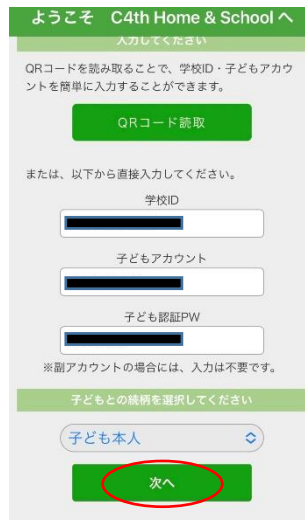 ようこそ　C4th Home & School へ
入力してください
QRコードを読み取ることで、学校ID・子どもアカウ
ントを簡単に入力することができます。
QRコード読取
または、以下から直接入力してください。
学校ID
子どもアカウント
子ども認証PW
※副アカウントの場合には、入力は不要です。
子どもとの続柄を選択してください
子ども本人
次へ